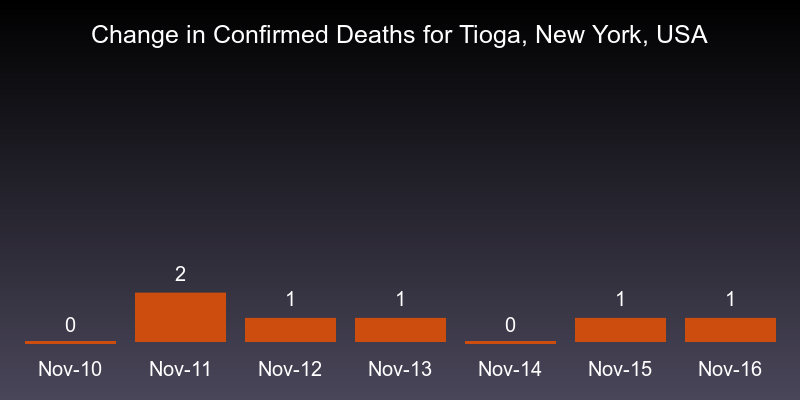 Change in Confirmed Deaths for Tioga, New York, USA
2
1
1
1
1
0
0
Nov-10
Nov-11
Nov-12
Nov-13
Nov-14
Nov-15
Nov-16